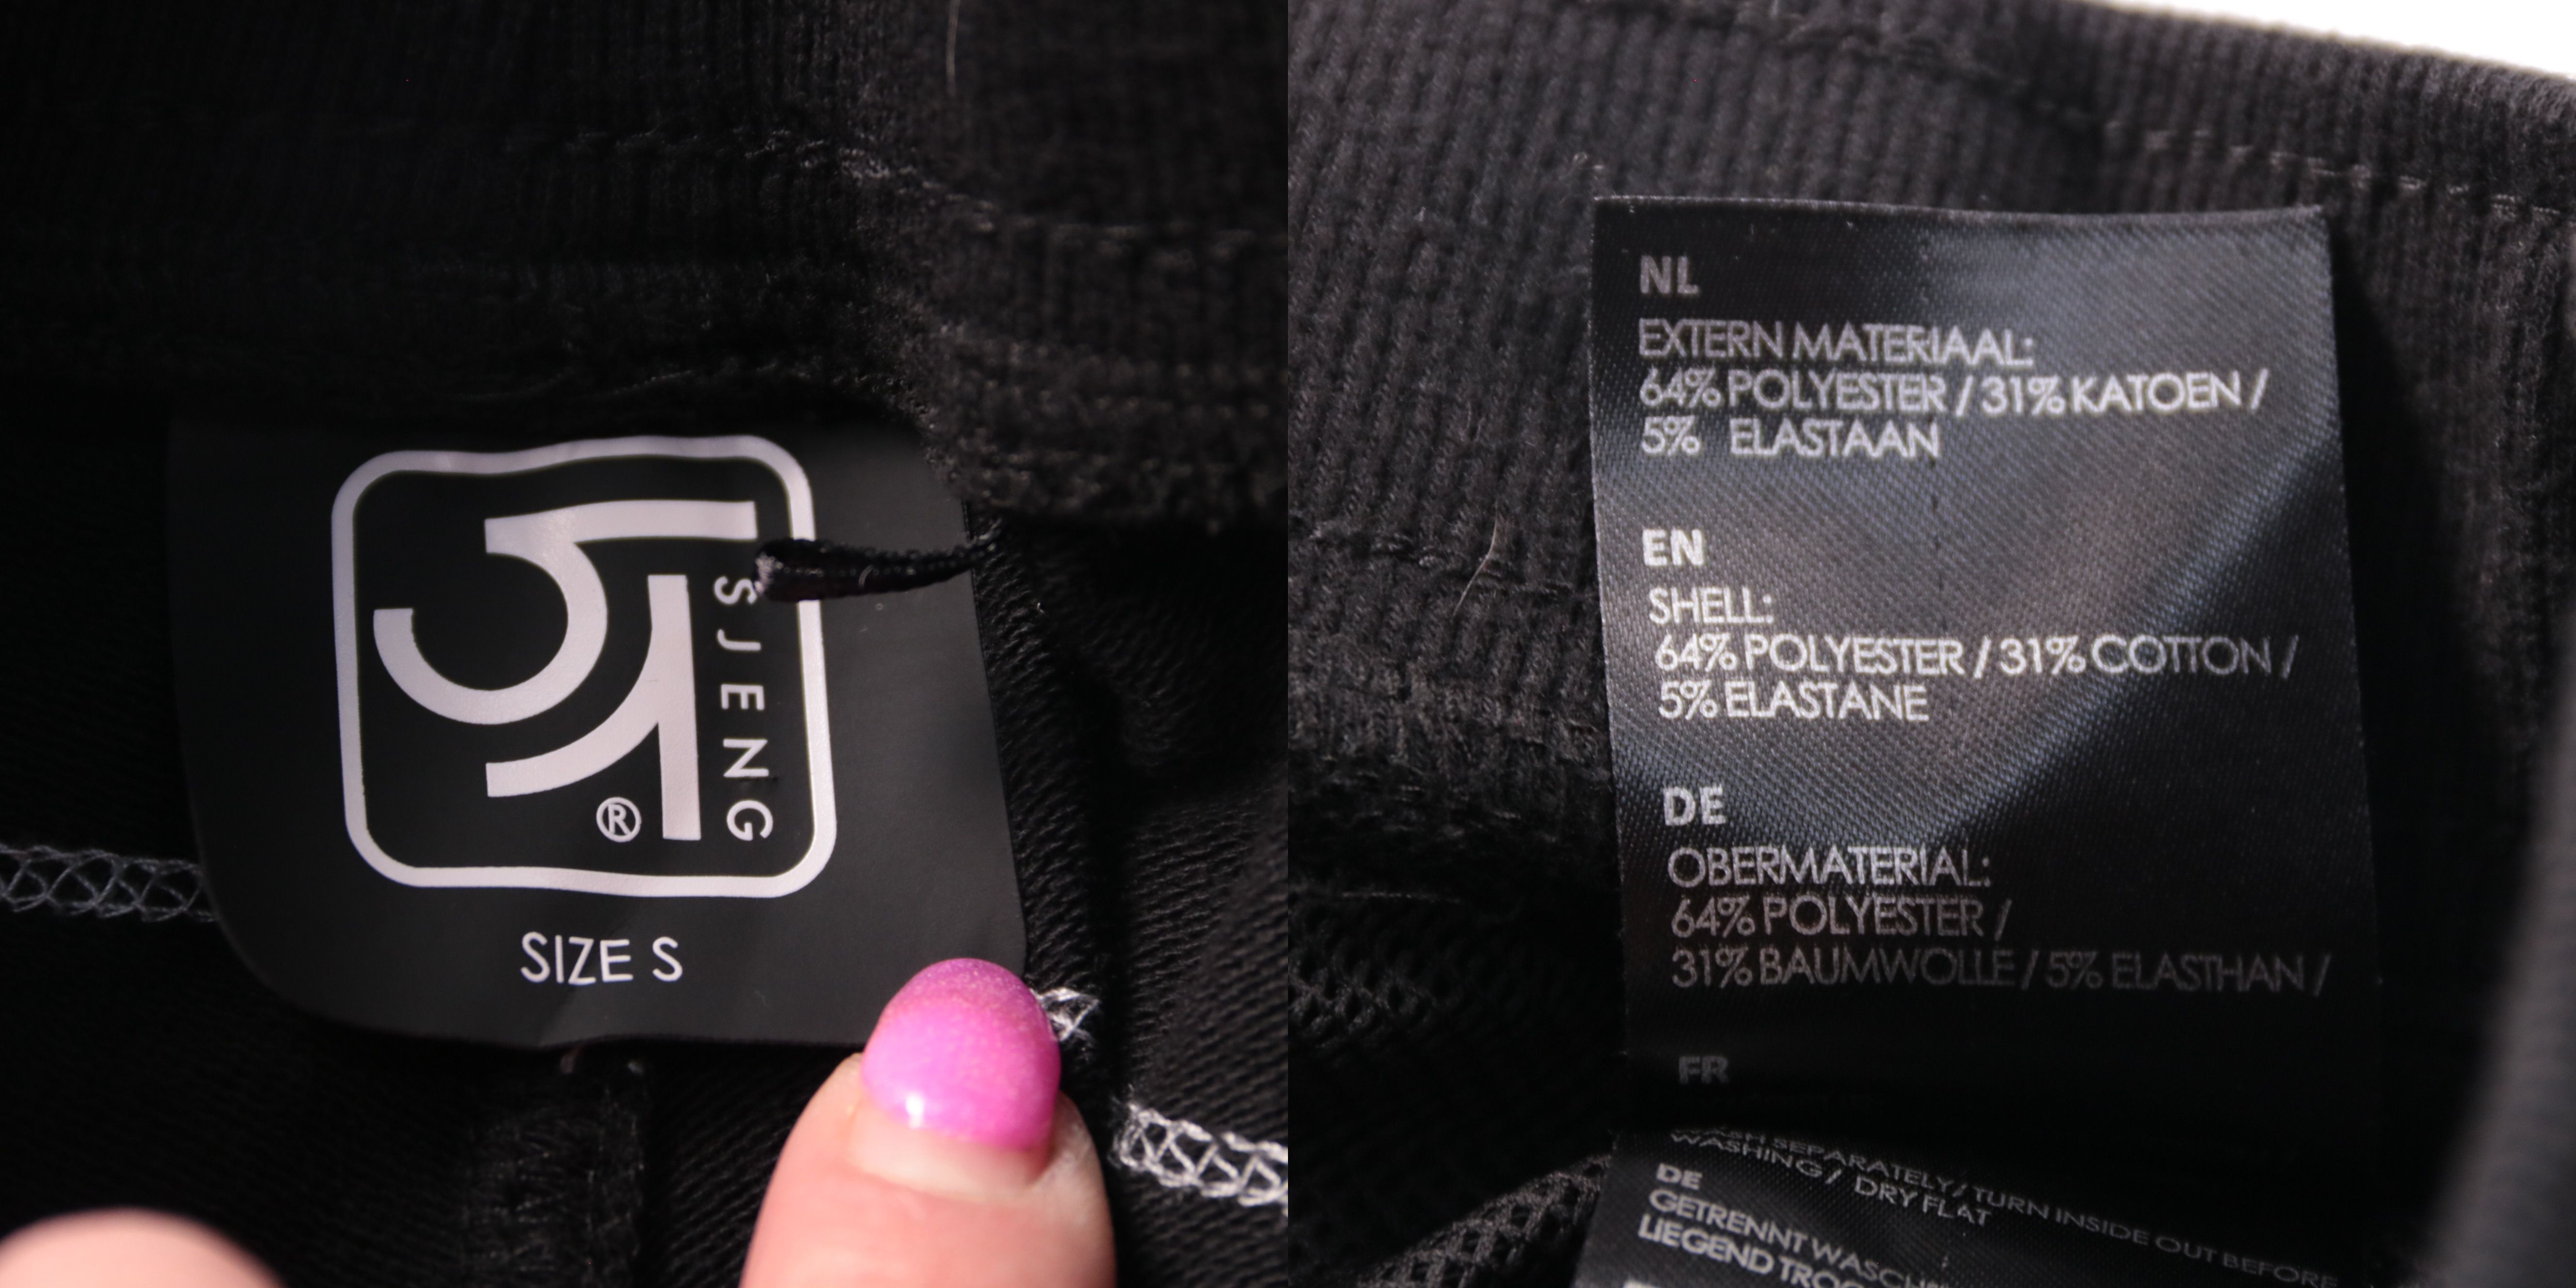 SJENG
®
SIZE S
NL
EXTERN MATERIAAL:
64% POLYESTER / 31% KATOEN /
5% ELASTAAN
EN
SHELL:
64% POLYESTER / 31% COTTON /
5% ELASTANE
DE
OBERMATERIAL:
64% POLYESTER /
31% BAUMWOLLE / 5% ELASTHAN /
FR
WASH SEPARATELY / TURN INSIDE OUT BEFORE
WASHING / DRY FLAT
DE
GETRENNT
LIEGEND